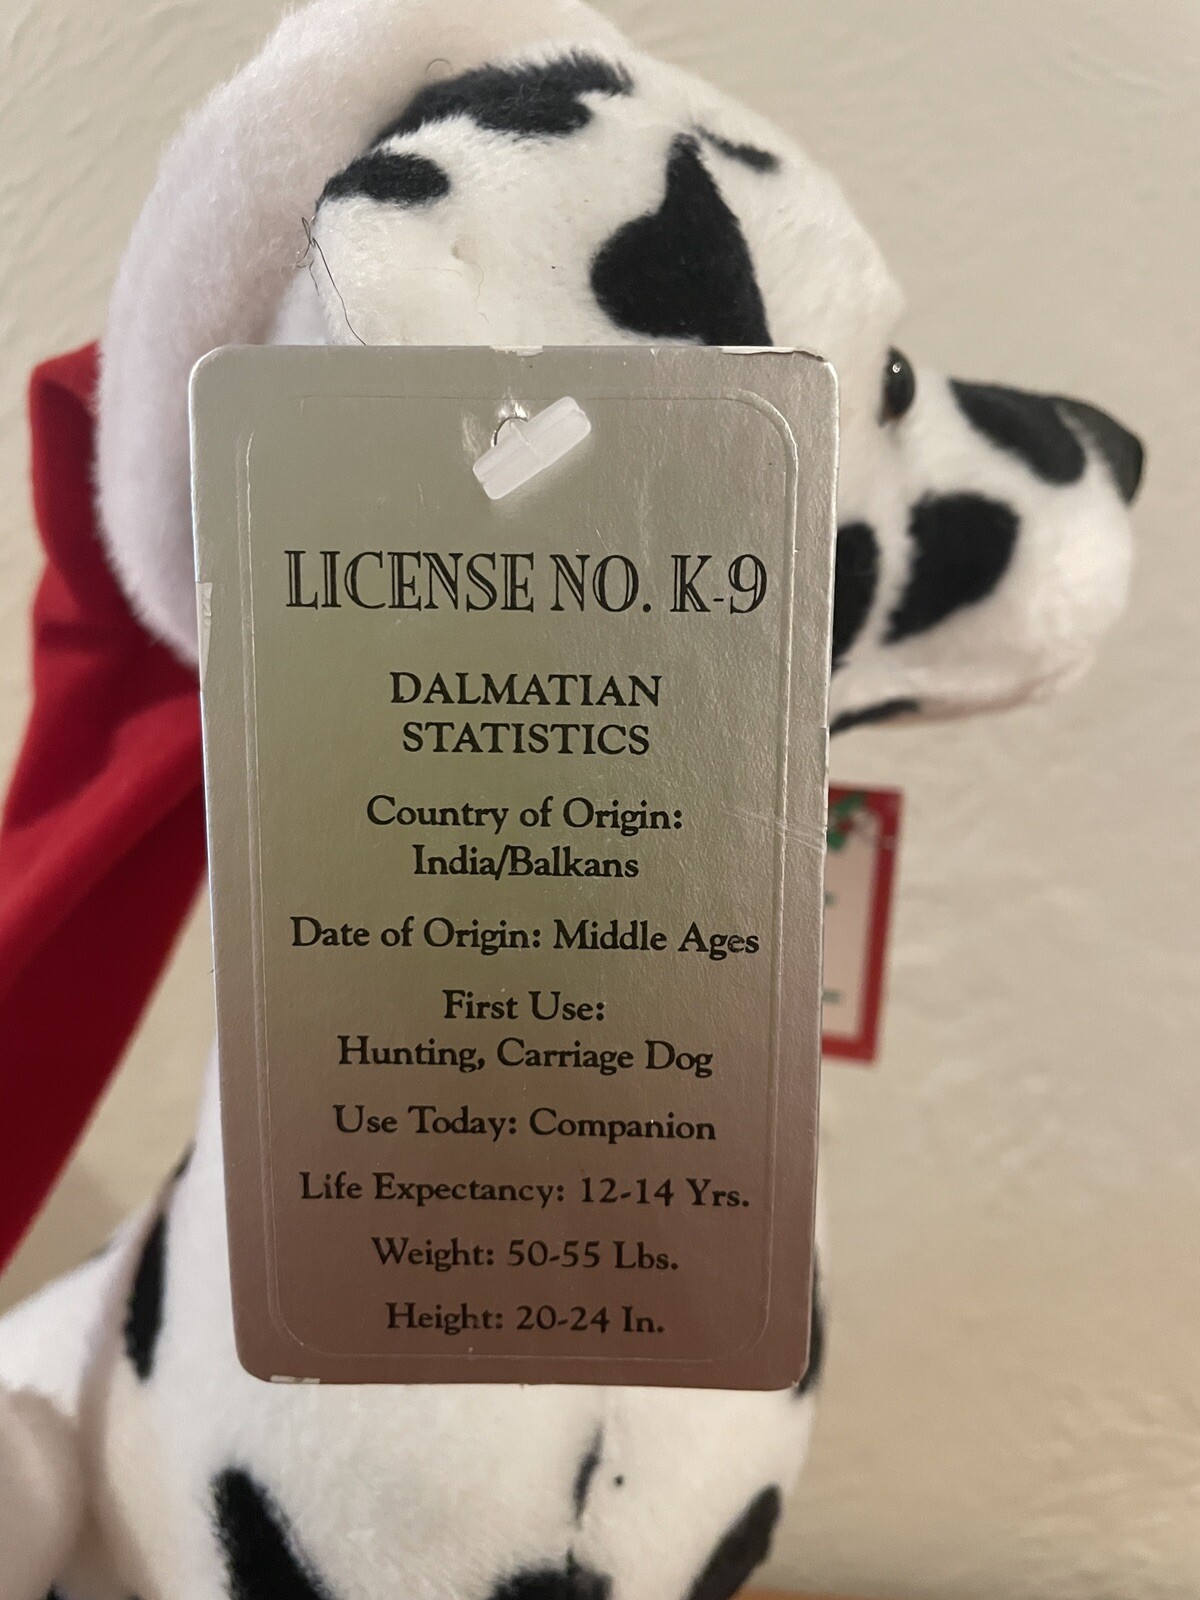 LICENSE NO. K-9
DALMATIAN
STATISTICS
Country of Origin:
India/Balkans
Date of Origin: Middle Ages
First Use:
Hunting, Carriage Dog
Use Today: Companion
Life Expectancy: 12-14 Yrs.
Weight: 50-55 Lbs.
Height: 20-24 In.